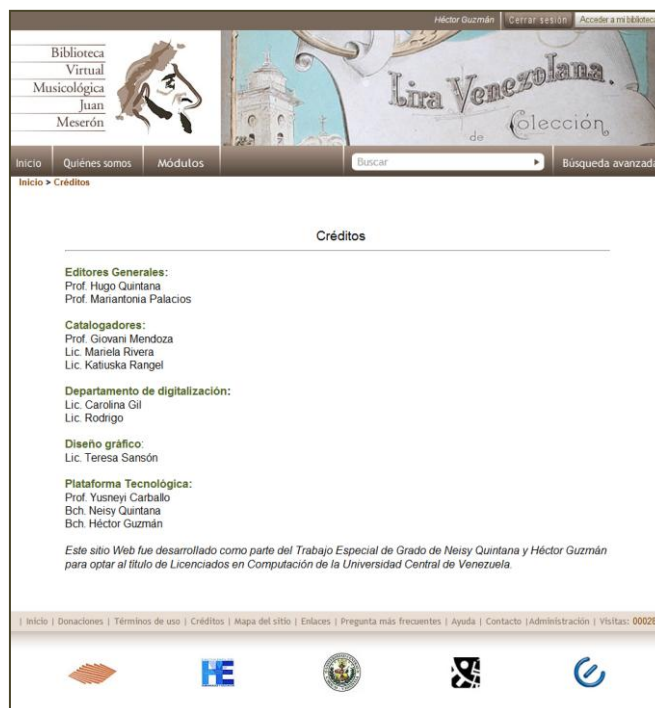 Héctor Guzmán
Cerrar sesión
Acceder a mi biblioteca
Biblioteca
Virtual
Musicológica
Juan
Meserón
Lira Venezolana.
de Colección
Inicio
Quiénes somos
Módulos
Buscar
Búsqueda avanzada
Inicio > Créditos
Créditos
Editores Generales:
Prof. Hugo Quintana
Prof. Mariantonia Palacios
Catalogadores:
Prof. Giovani Mendoza
Lic. Mariela Rivera
Lic. Katiuska Rangel
Departamento de digitalización:
Lic. Carolina Gil
Lic. Rodrigo
Diseño gráfico:
Lic. Teresa Sansón
Plataforma Tecnológica:
Prof. Yusneyi Carballo
Bch. Neisy Quintana
Bch. Héctor Guzmán
Este sitio Web fue desarrollado como parte del Trabajo Especial de Grado de Neisy Quintana y Héctor Guzmán
para optar al título de Licenciados en Computación de la Universidad Central de Venezuela.
| Inicio | Donaciones | Términos de uso | Créditos | Mapa del sitio | Enlaces | Pregunta más frecuentes | Ayuda | Contacto |Administración | Visitas: 00028
HE